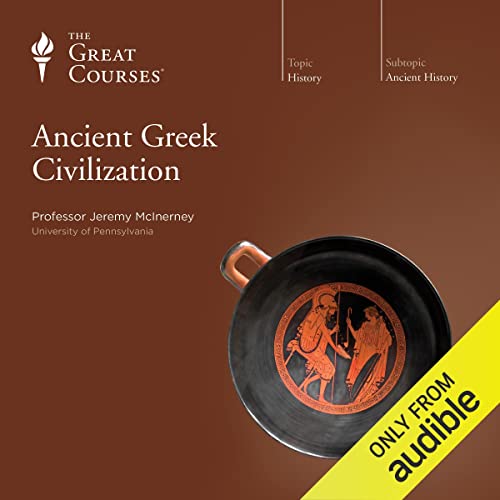 THE
GREAT
COURSES®
Topic
History
Subtopic
Ancient History
Ancient Greek
Civilization
Professor Jeremy McInerney
University of Pennsylvania
ONLY FROM
audible